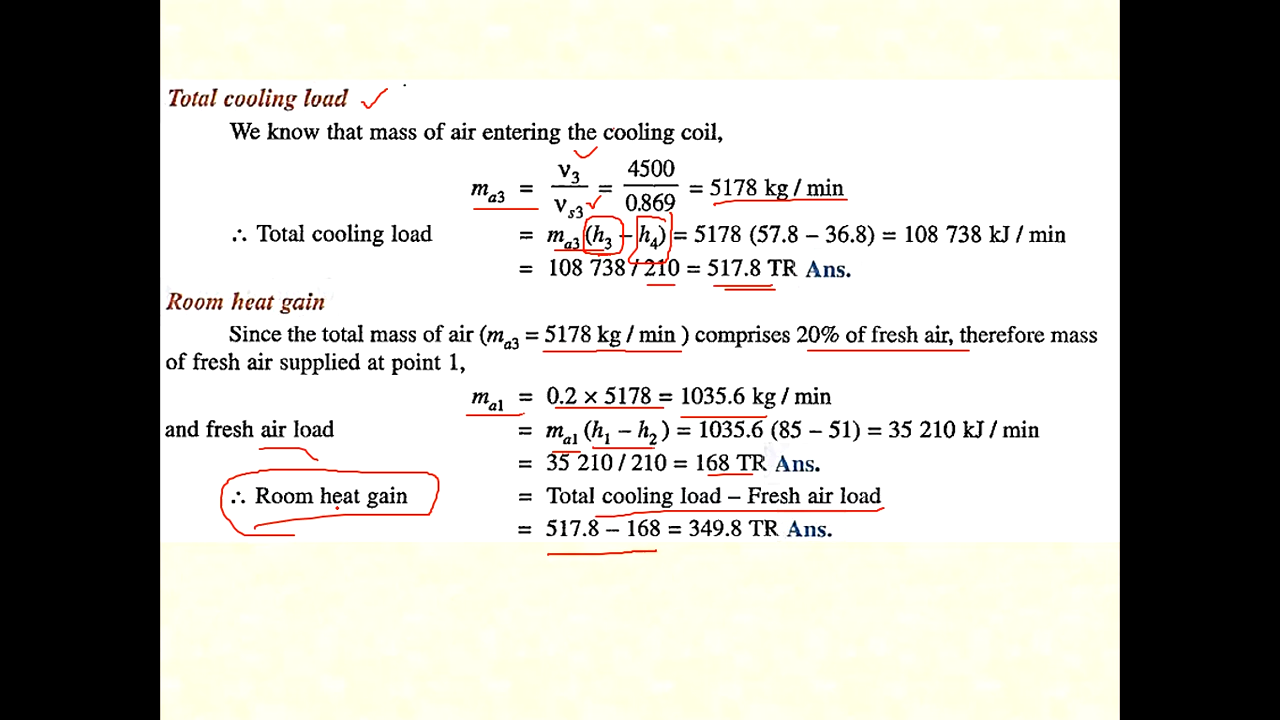 Total cooling load
We know that mass of air entering the cooling coil,
m_a3 = v_3 / v_s3 = 4500 / 0.869 = 5178 kg / min
∴ Total cooling load = m_a3 (h_3 – h_4) = 5178 (57.8 – 36.8) = 108 738 kJ / min
= 108 738 / 210 = 517.8 TR Ans.
Room heat gain
Since the total mass of air (m_a3 = 5178 kg / min ) comprises 20% of fresh air, therefore mass
of fresh air supplied at point 1,
m_a1 = 0.2 × 5178 = 1035.6 kg / min
and fresh air load = m_a1 (h_1 – h_2 ) = 1035.6 (85 – 51) = 35 210 kJ / min
= 35 210 / 210 = 168 TR Ans.
∴ Room heat gain = Total cooling load – Fresh air load
= 517.8 – 168 = 349.8 TR Ans.